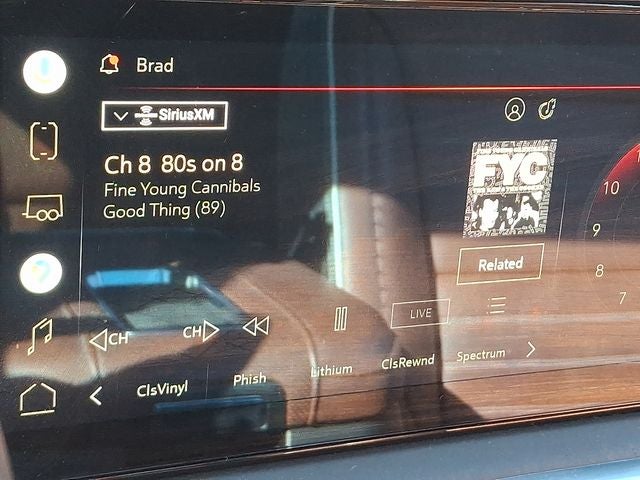 Brad
SiriusXM
Ch 8 80s on 8
Fine Young Cannibals
Good Thing (89)
FYC
Related
10
9
8
7
CH
CH
LIVE
ClsVinyl
Phish
Lithium
ClsRewnd
Spectrum